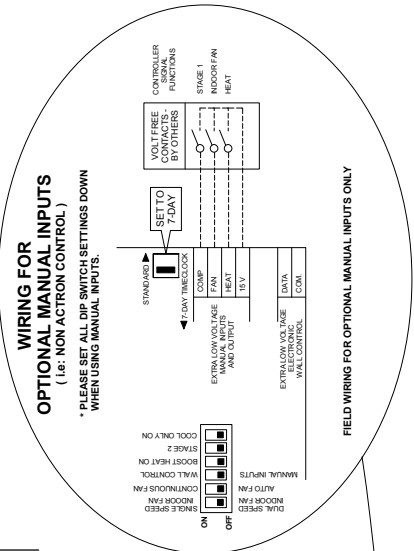 WIRING FOR
OPTIONAL MANUAL INPUTS
( i.e: NON ACTRON CONTROL )
* PLEASE SET ALL DIP SWITCH SETTINGS DOWN
WHEN USING MANUAL INPUTS.
STANDARD ▶
◀ 7-DAY TIMECLOCK
SET TO
7-DAY
VOLT FREE
CONTACTS -
BY OTHERS
CONTROLLER
SIGNAL
FUNCTIONS
STAGE 1
INDOOR FAN
HEAT
COMP
FAN
HEAT
15 V
EXTRA LOW VOLTAGE
MANUAL INPUTS
AND OUTPUT
DATA
COM.
EXTRA LOW VOLTAGE
ELECTRONIC
WALL CONTROL
COOL ONLY ON
STAGE 2
BOOST HEAT ON
WALL CONTROL
CONTINUOUS FAN
INDOOR FAN
SINGLE SPEED
ON
OFF
MANUAL INPUTS
AUTO FAN
INDOOR FAN
DUAL SPEED
FIELD WIRING FOR OPTIONAL MANUAL INPUTS ONLY